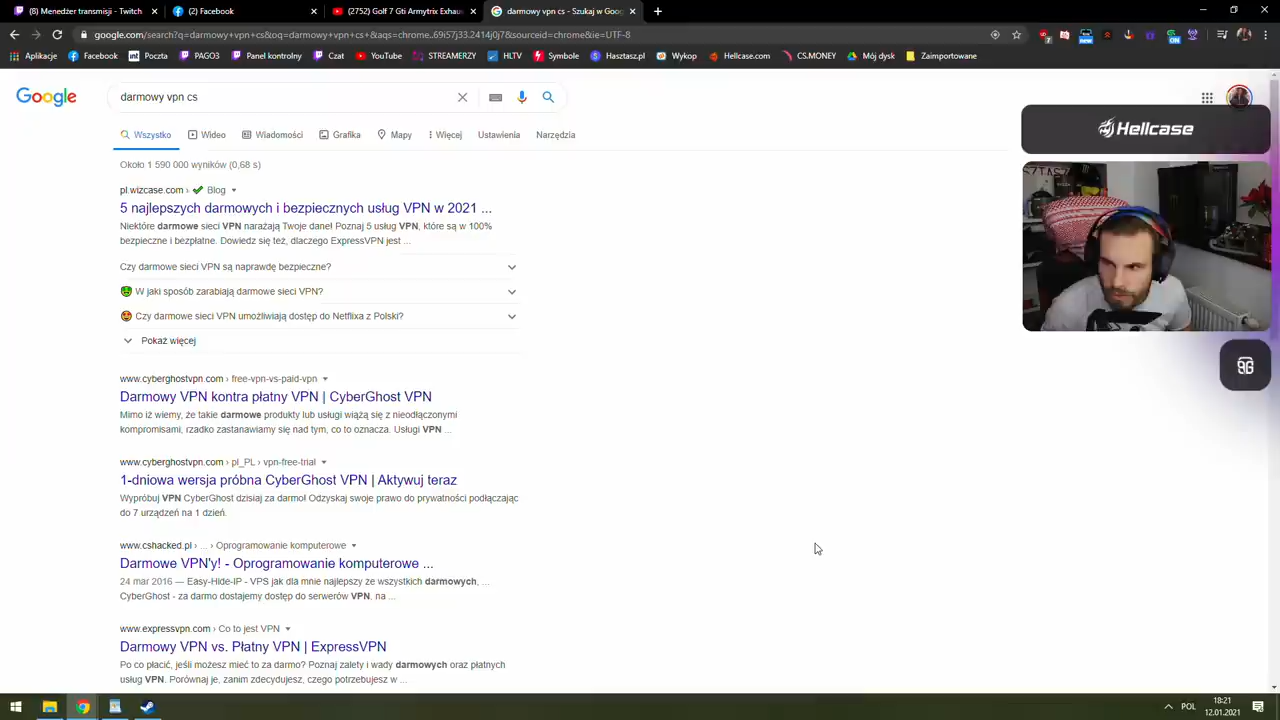 (8) Menedżer transmisji - Twitch
(2) Facebook
(2752) Golf 7 Gti Armytrix Exhaus
darmowy vpn cs - Szukaj w Goog
google.com/search?q=darmowy+vpn+cs&oq=darmowy+vpn+cs+&aqs=chrome..69i57j33.2414j0j7&sourceid=chrome&ie=UTF-8
Aplikacje Facebook Poczta PAGO3 Panel kontrolny Czat YouTube STREAMERZY HLTV Symbole Hasztasz.pl Wykop Hellcase.com CS.MONEY Mój dysk Zaimportowane
Google
darmowy vpn cs
Wszystko Wideo Wiadomości Grafika Mapy Więcej Ustawienia Narzędzia
Hellcase
Około 1 590 000 wyników (0,68 s)
pl.wizcase.com › Blog
5 najlepszych darmowych i bezpiecznych usług VPN w 2021 ...
Niektóre darmowe sieci VPN narażają Twoje dane! Poznaj 5 usług VPN, które są w 100%
bezpieczne i bezpłatne. Dowiedz się też, dlaczego ExpressVPN jest ...
Czy darmowe sieci VPN są naprawdę bezpieczne?
W jaki sposób zarabiają darmowe sieci VPN?
Czy darmowe sieci VPN umożliwiają dostęp do Netflixa z Polski?
Pokaż więcej
www.cyberghostvpn.com › free-vpn-vs-paid-vpn
Darmowy VPN kontra płatny VPN | CyberGhost VPN
Mimo iż wiemy, że takie darmowe produkty lub usługi wiążą się z nieodłącznymi
kompromisami, rzadko zastanawiamy się nad tym, co to oznacza. Usługi VPN ...
www.cyberghostvpn.com › pl_PL › vpn-free-trial
1-dniowa wersja próbna CyberGhost VPN | Aktywuj teraz
Wypróbuj VPN CyberGhost dzisiaj za darmo! Odzyskaj swoje prawo do prywatności podłączając
do 7 urządzeń na 1 dzień.
www.cshacked.pl › ... › Oprogramowanie komputerowe
Darmowe VPN'y! - Oprogramowanie komputerowe ...
24 mar 2016 — Easy-Hide-IP - VPS jak dla mnie najlepszy ze wszystkich darmowych, ...
CyberGhost - za darmo dostajemy dostęp do serwerów VPN, na ...
www.expressvpn.com › Co to jest VPN
Darmowy VPN vs. Płatny VPN | ExpressVPN
Po co płacić, jeśli możesz mieć to za darmo? Poznaj zalety i wady darmowych oraz płatnych
usług VPN. Porównaj je, zanim zdecydujesz, czego potrzebujesz w ...
POL
18:21
12.01.2021